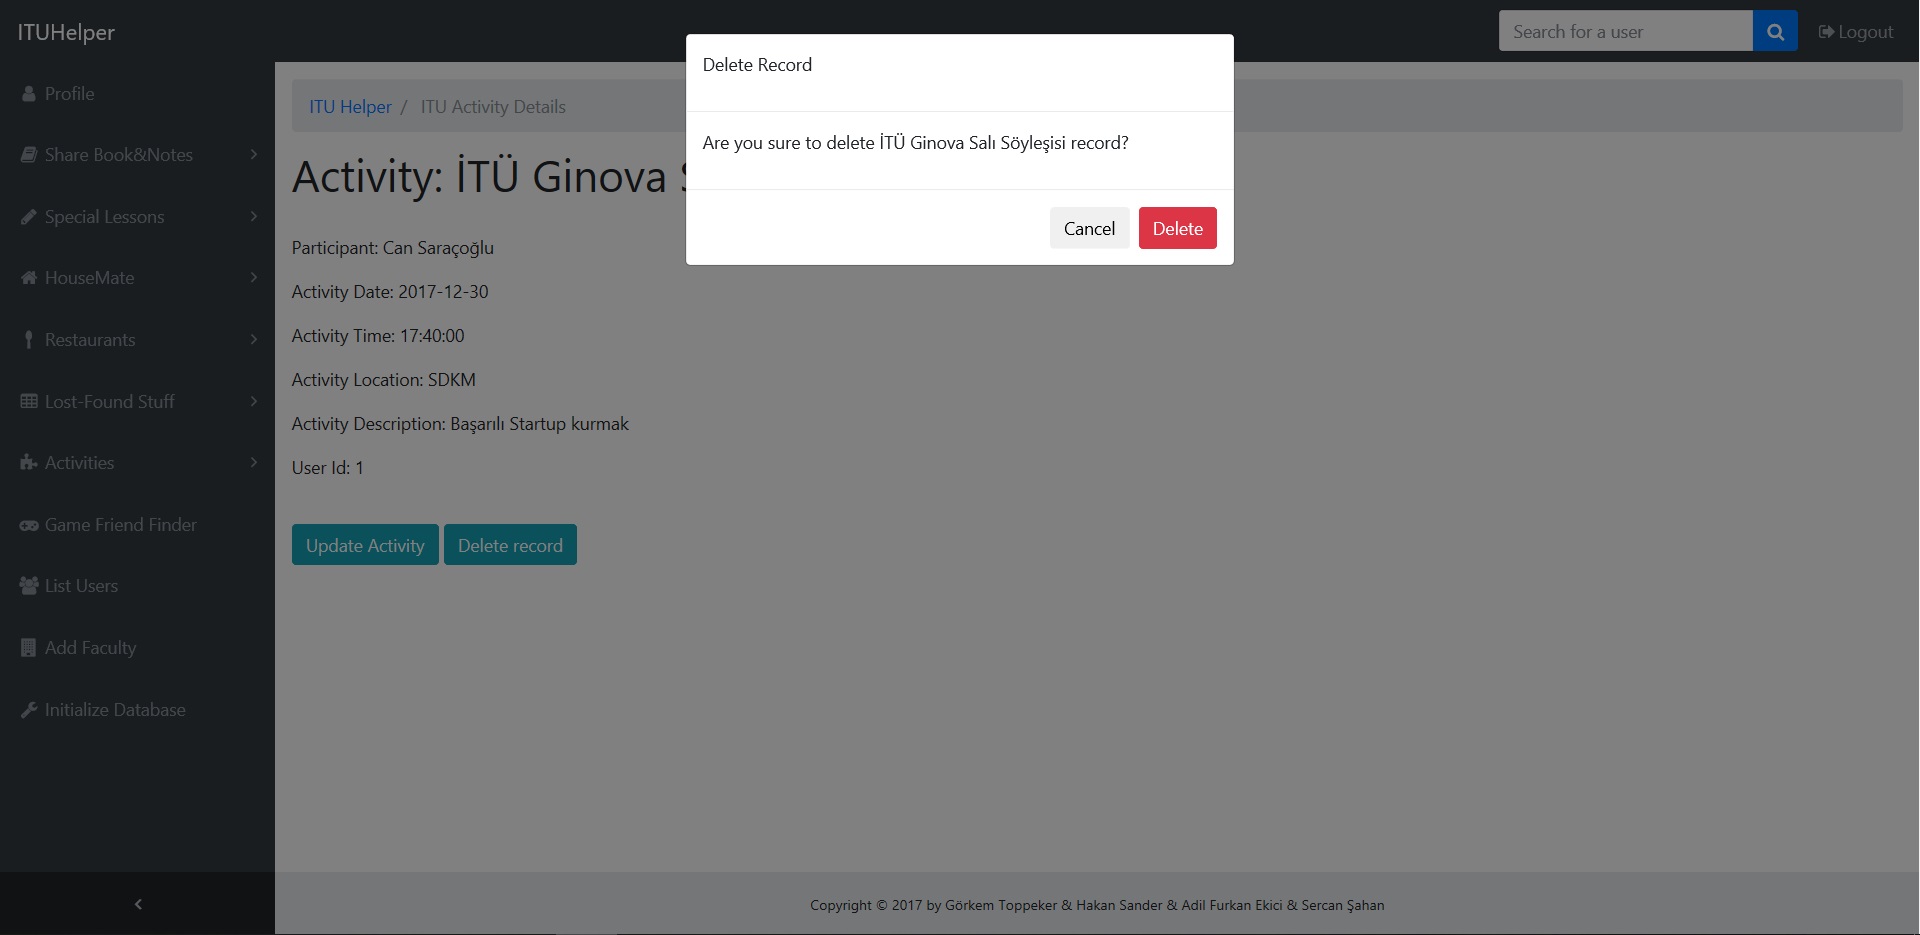 ITUHelper
Search for a user
Logout
Profile
Share Book&Notes
Special Lessons
HouseMate
Restaurants
Lost-Found Stuff
Activities
Game Friend Finder
List Users
Add Faculty
Initialize Database
Delete Record
Are you sure to delete İTÜ Ginova Salı Söyleşisi record?
Cancel Delete
ITU Helper / ITU Activity Details
Activity: İTÜ Ginova
Participant: Can Saraçoğlu
Activity Date: 2017-12-30
Activity Time: 17:40:00
Activity Location: SDKM
Activity Description: Başarılı Startup kurmak
User Id: 1
Update Activity Delete record
Copyright © 2017 by Görkem Toppeker & Hakan Sander & Adil Furkan Ekici & Sercan Şahan